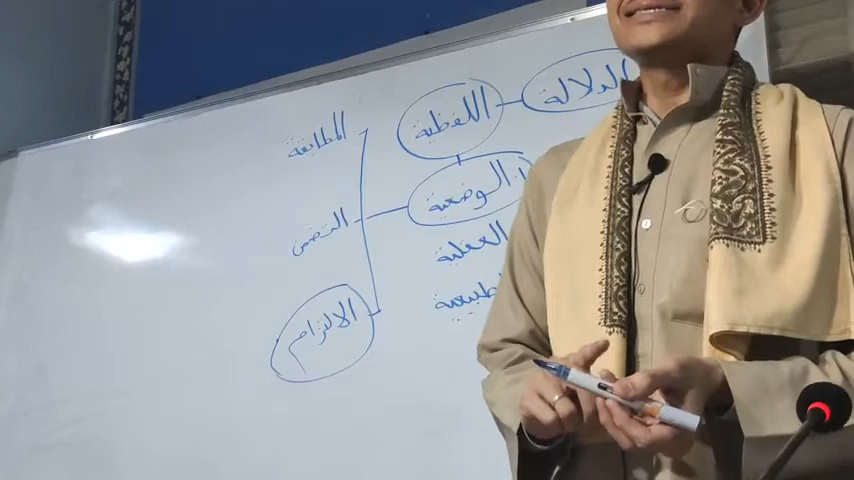 الدلالة
اللفظية
المطابقة
الوضعية
التضمن
العقلية
الطبيعية
الالتزام